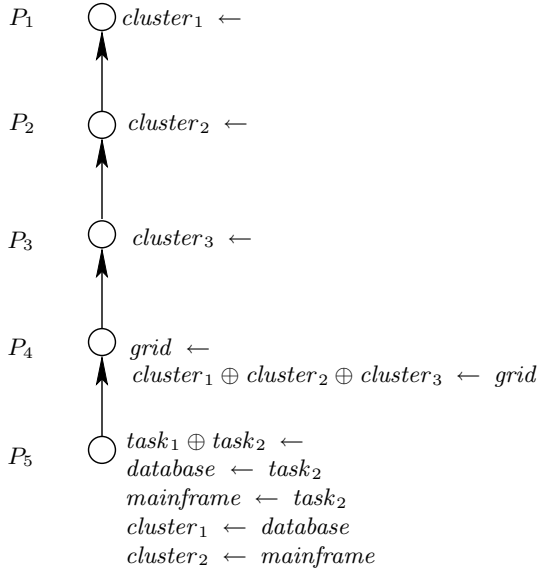 P₁ cluster₁ ←
P₂ cluster₂ ←
P₃ cluster₃ ←
P₄ grid ←
cluster₁ ⊕ cluster₂ ⊕ cluster₃ ← grid
task₁ ⊕ task₂ ←
P₅ database ← task₂
mainframe ← task₂
cluster₁ ← database
cluster₂ ← mainframe